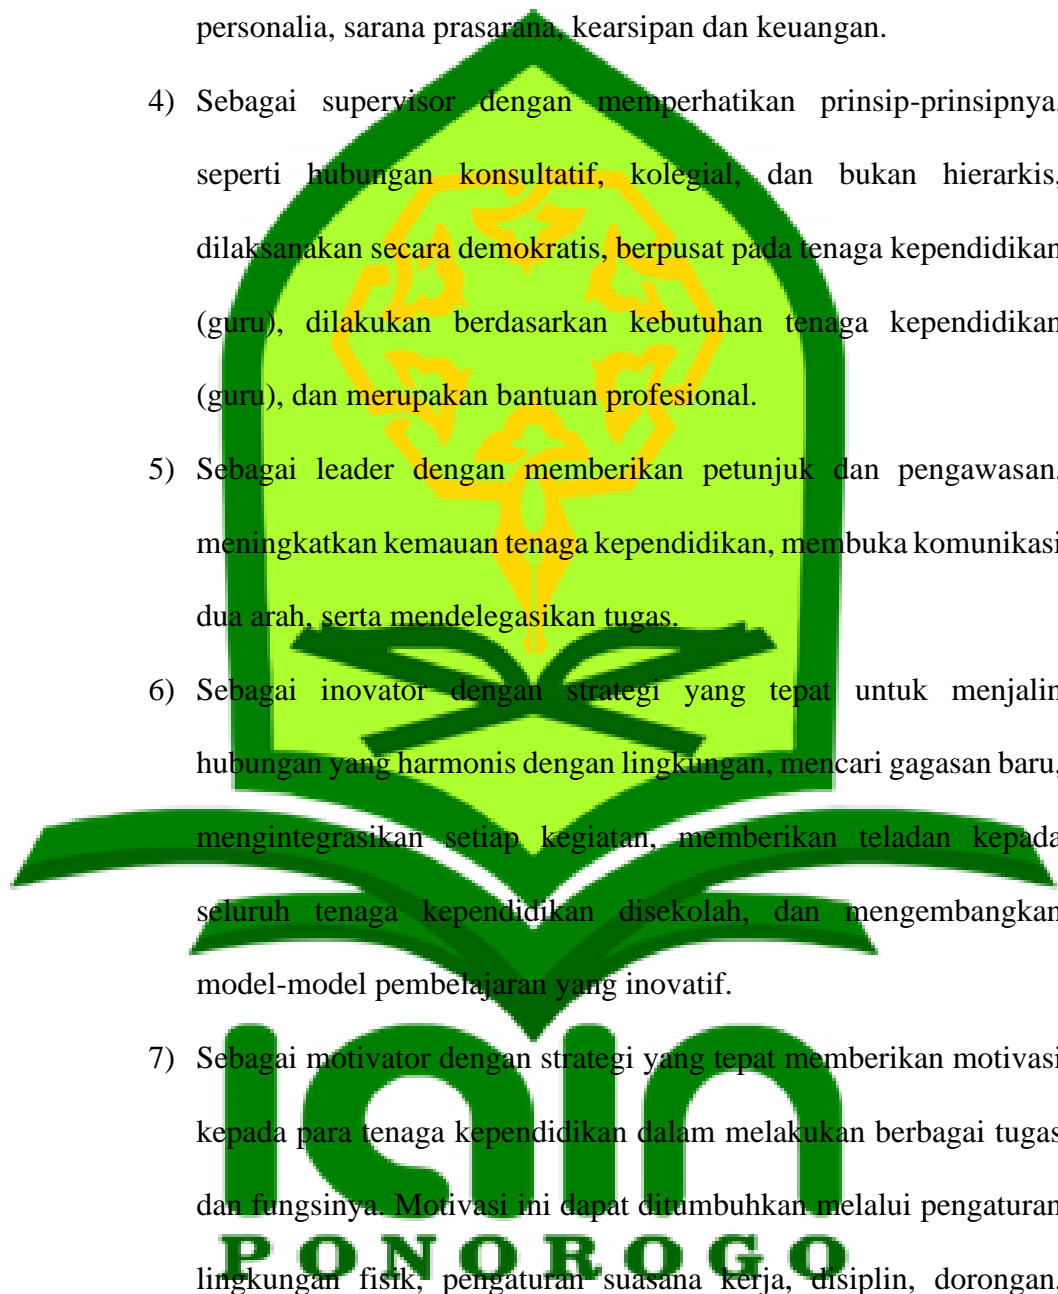 personalia, sarana prasarana, kearsipan dan keuangan.
4) Sebagai supervisor dengan memperhatikan prinsip-prinsipnya,
seperti hubungan konsultatif, kolegial, dan bukan hierarkis,
dilaksanakan secara demokratis, berpusat pada tenaga kependidikan
(guru), dilakukan berdasarkan kebutuhan tenaga kependidikan
(guru), dan merupakan bantuan profesional.
5) Sebagai leader dengan memberikan petunjuk dan pengawasan,
meningkatkan kemauan tenaga kependidikan, membuka komunikasi
dua arah, serta mendelegasikan tugas.
6) Sebagai inovator dengan strategi yang tepat untuk menjalin
hubungan yang harmonis dengan lingkungan, mencari gagasan baru,
mengintegrasikan setiap kegiatan, memberikan teladan kepada
seluruh tenaga kependidikan disekolah, dan mengembangkan
model-model pembelajaran yang inovatif.
7) Sebagai motivator dengan strategi yang tepat memberikan motivasi
kepada para tenaga kependidikan dalam melakukan berbagai tugas
dan fungsinya. Motivasi ini dapat ditumbuhkan melalui pengaturan
lingkungan fisik, pengaturan suasana kerja, disiplin, dorongan,
IAIN
PONOROGO